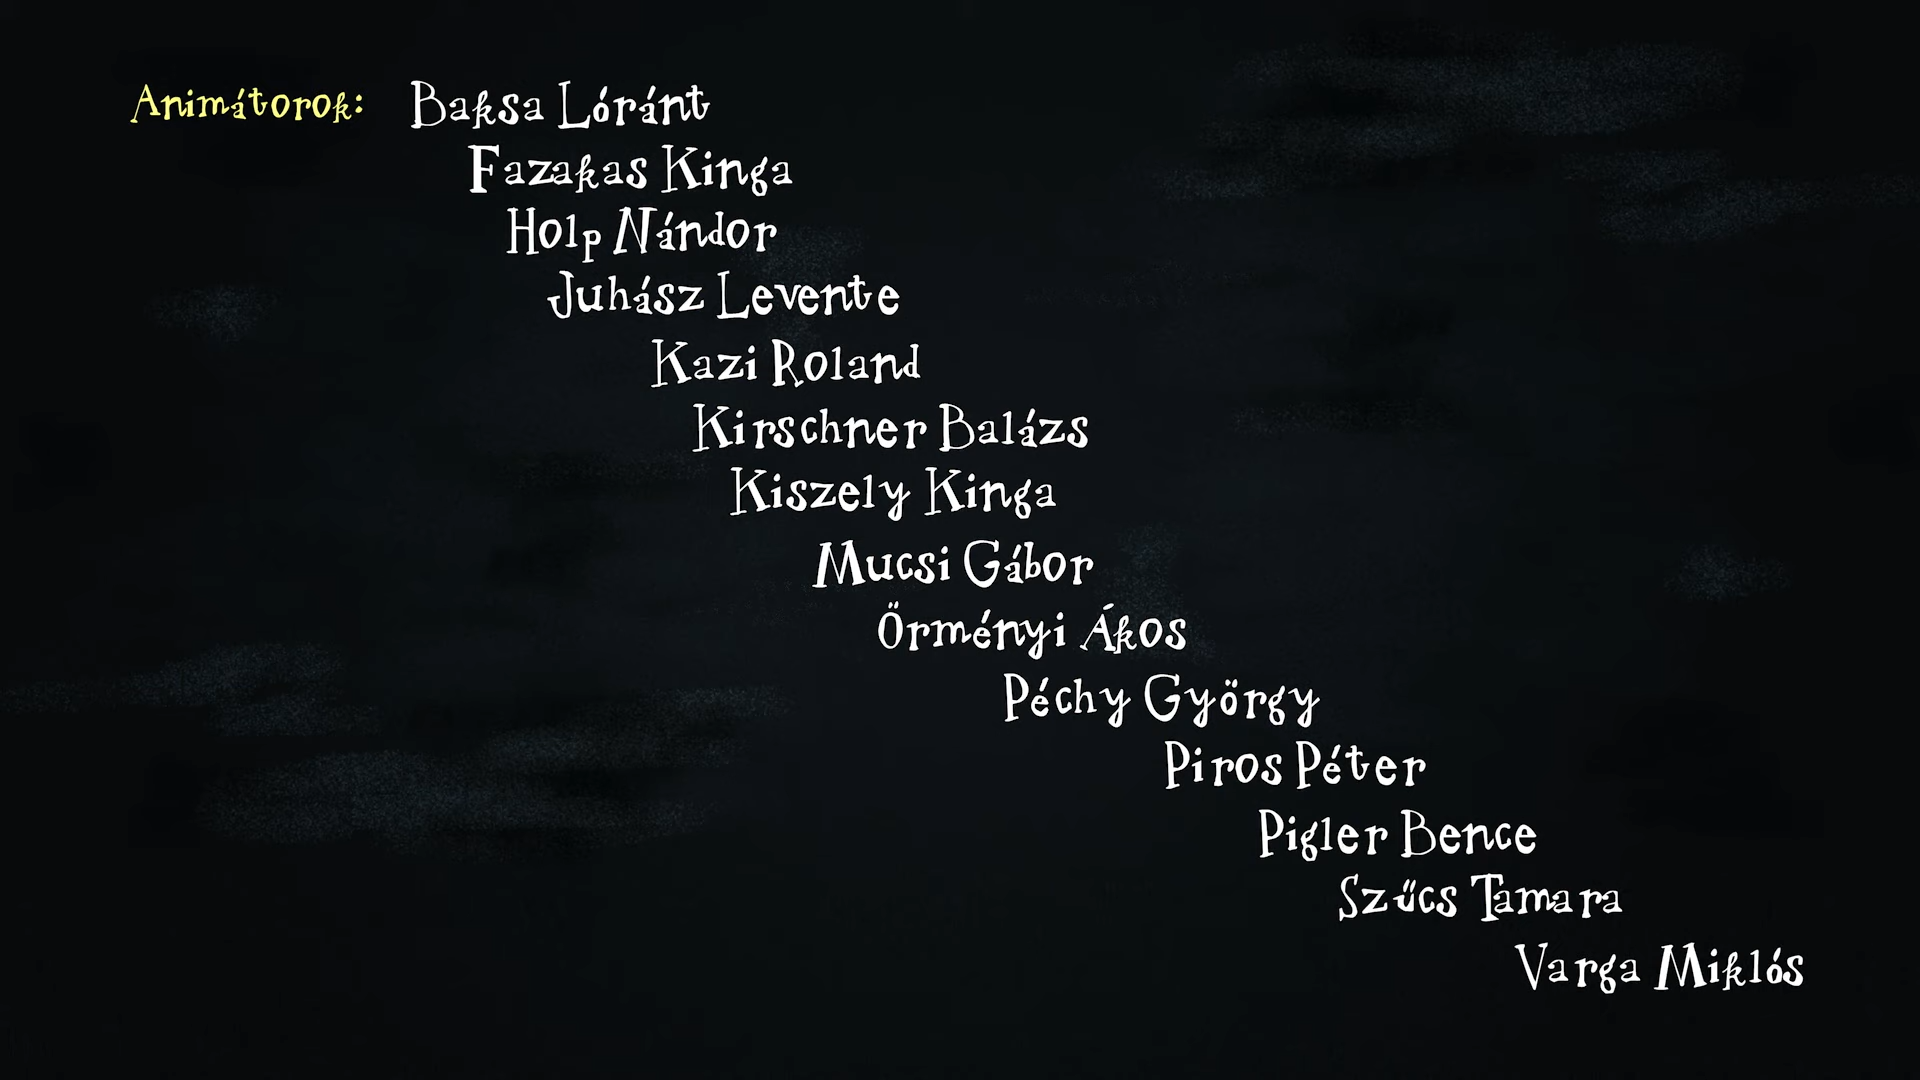 Animátorok: Baksa Lóránt
Fazakas Kinga
Holp Nándor
Juhász Levente
Kazi Roland
Kirschner Balázs
Kiszely Kinga
Mucsi Gábor
Örményi Ákos
Péchy György
Piros Péter
Pigler Bence
Szűcs Tamara
Varga Miklós